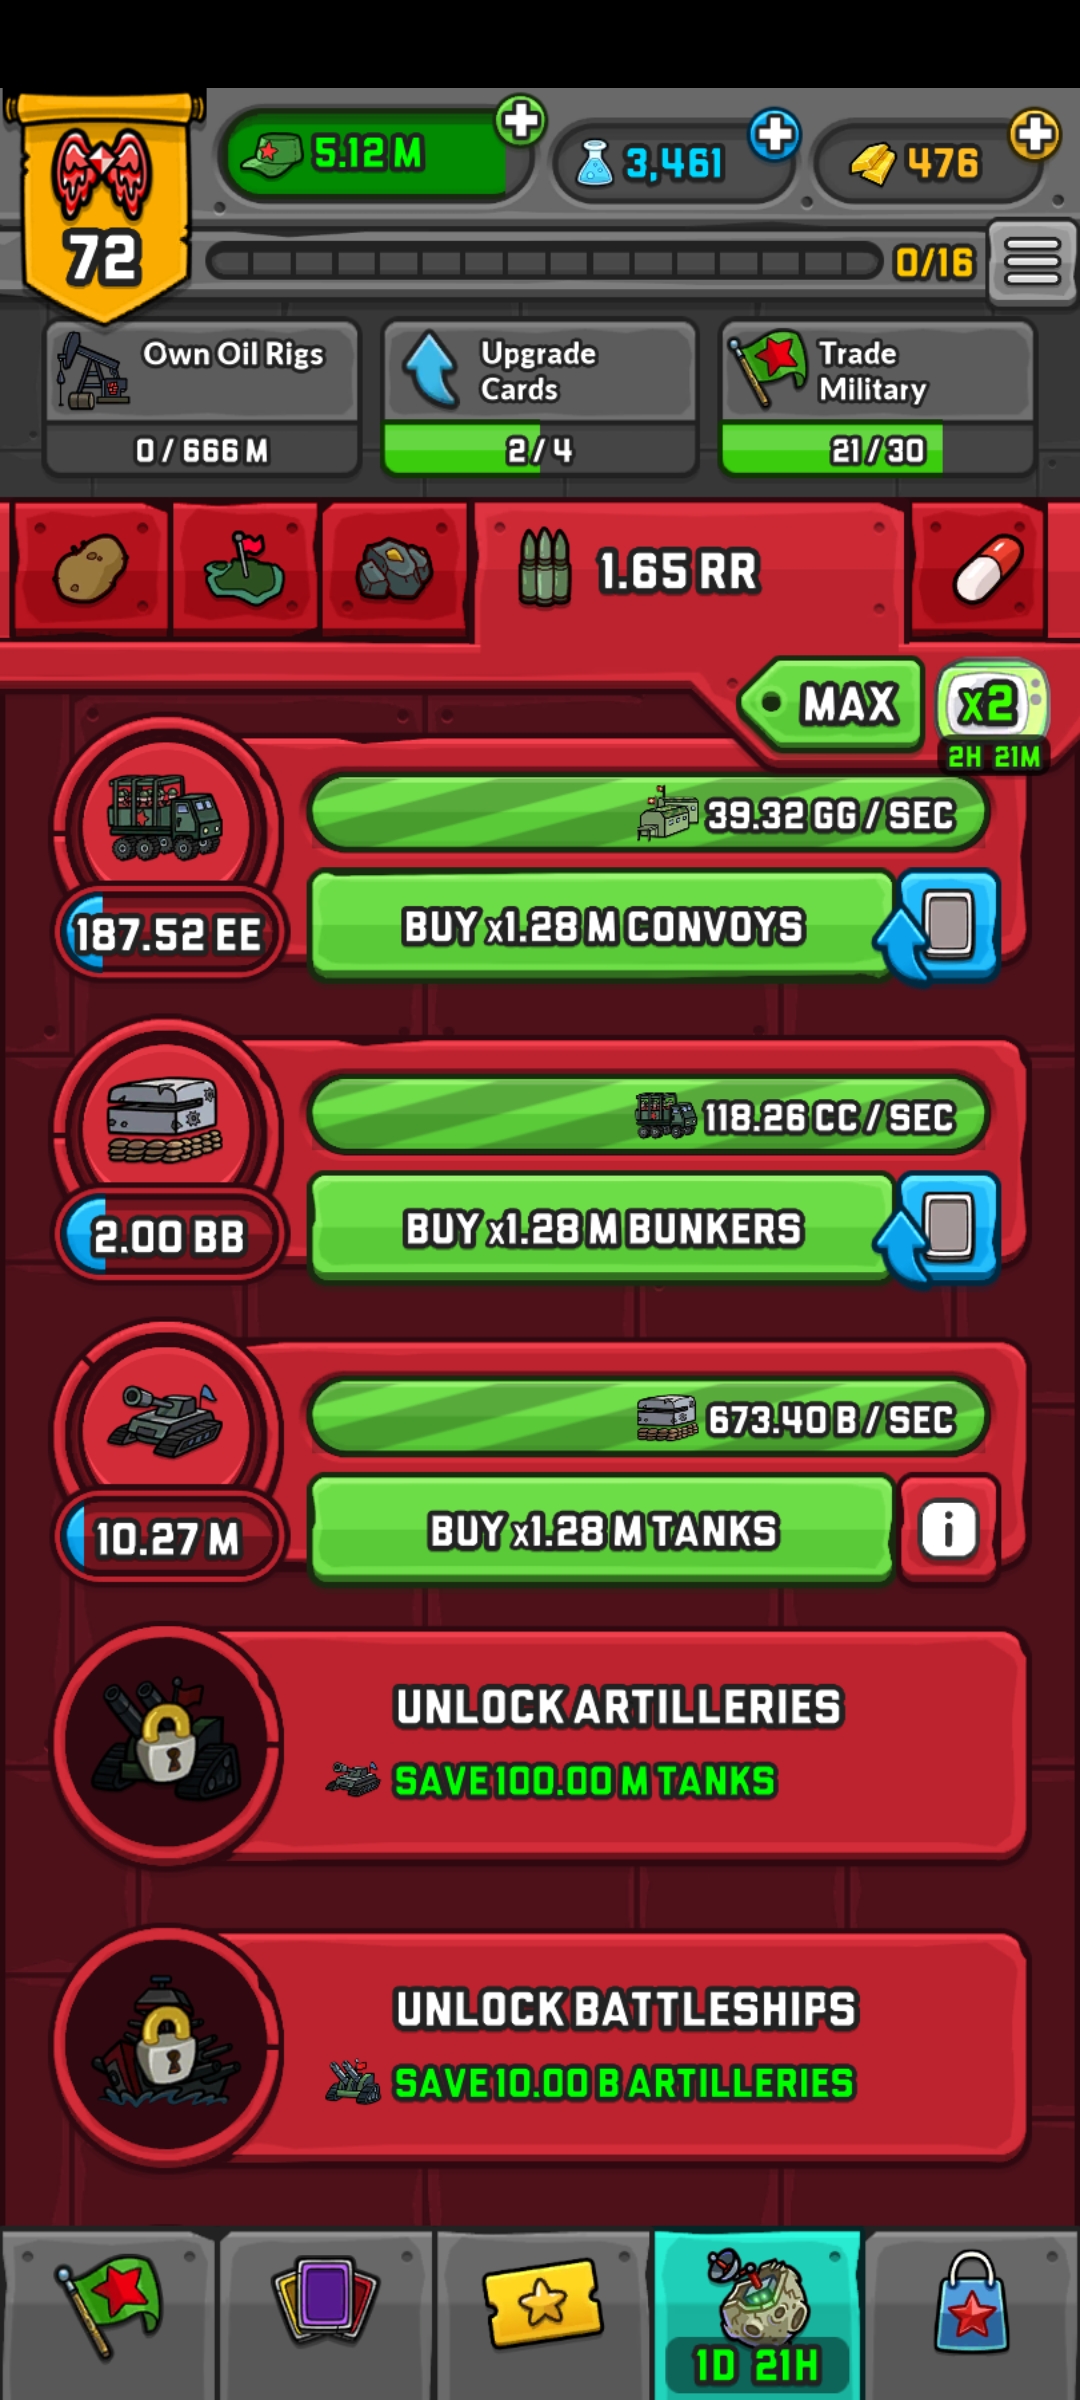 5.12 M
3,461
476
72
0/16
Own Oil Rigs
0 / 666 M
Upgrade
Cards
2 / 4
Trade
Military
21 / 30
1.65 RR
MAX
x2
2H 21M
39.32 GG / SEC
187.52 EE
BUY x1.28 M CONVOYS
118.26 CC / SEC
2.00 BB
BUY x1.28 M BUNKERS
673.40 B / SEC
10.27 M
BUY x1.28 M TANKS
i
UNLOCK ARTILLERIES
SAVE 100.00 M TANKS
UNLOCK BATTLESHIPS
SAVE 10.00 B ARTILLERIES
1D 21H